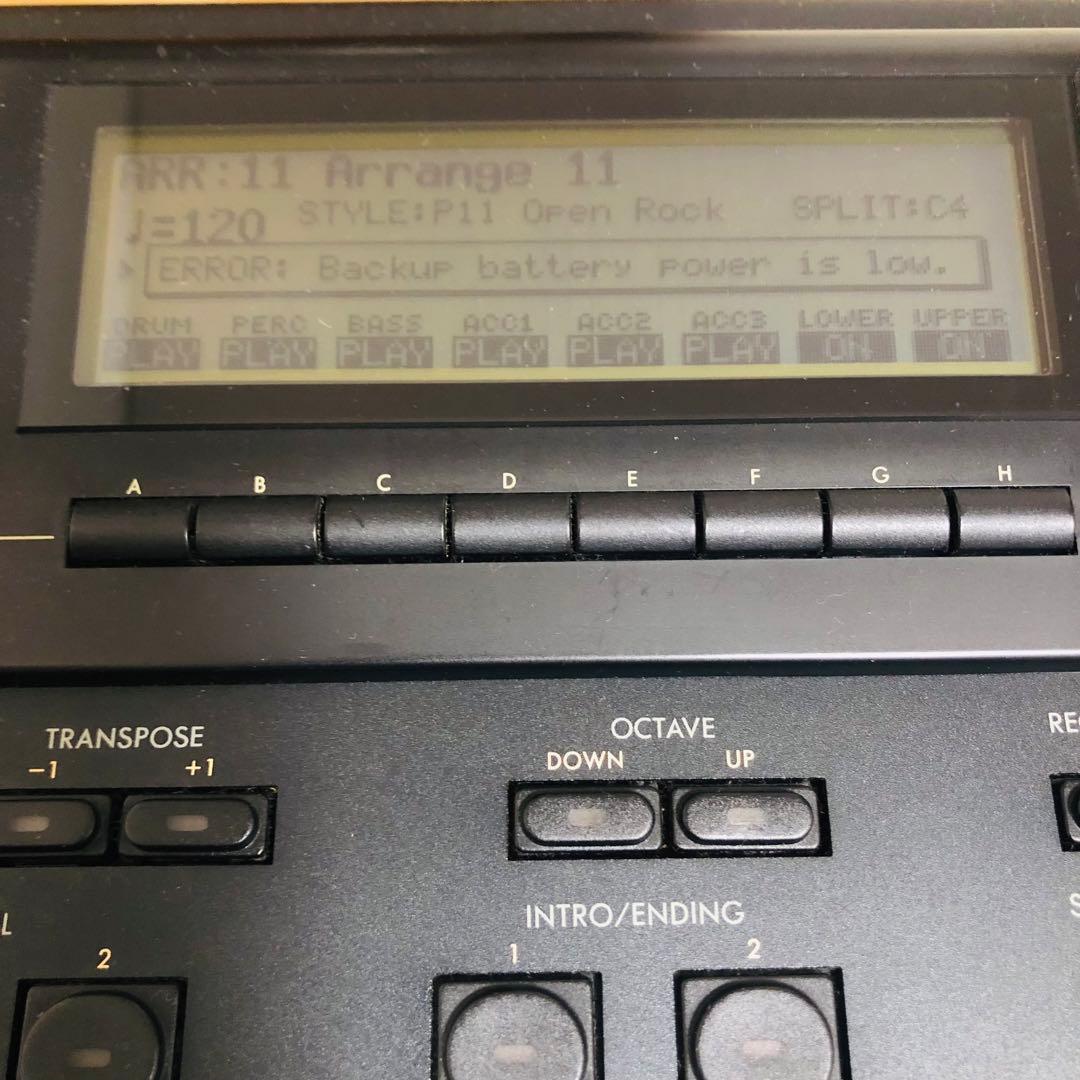 ARR:11 Arrange 11
♩=120 STYLE:P11 Open Rock SPLIT:C4
ERROR: Backup battery power is low.
DRUM PERC BASS ACC1 ACC2 ACC3 LOWER UPPER
PLAY PLAY PLAY PLAY PLAY PLAY ON ON
A B C D E F G H
TRANSPOSE OCTAVE
-1 +1 DOWN UP
INTRO/ENDING
2 1 2